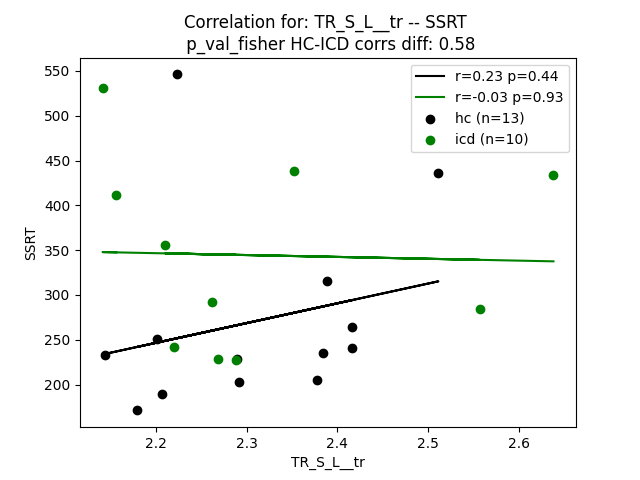 Correlation for: TR_S_L__tr -- SSRT
p_val_fisher HC-ICD corrs diff: 0.58
r=0.23 p=0.44
r=-0.03 p=0.93
hc (n=13)
icd (n=10)
550
500
450
400
350
300
250
200
SSRT
2.2 2.3 2.4 2.5 2.6
TR_S_L__tr